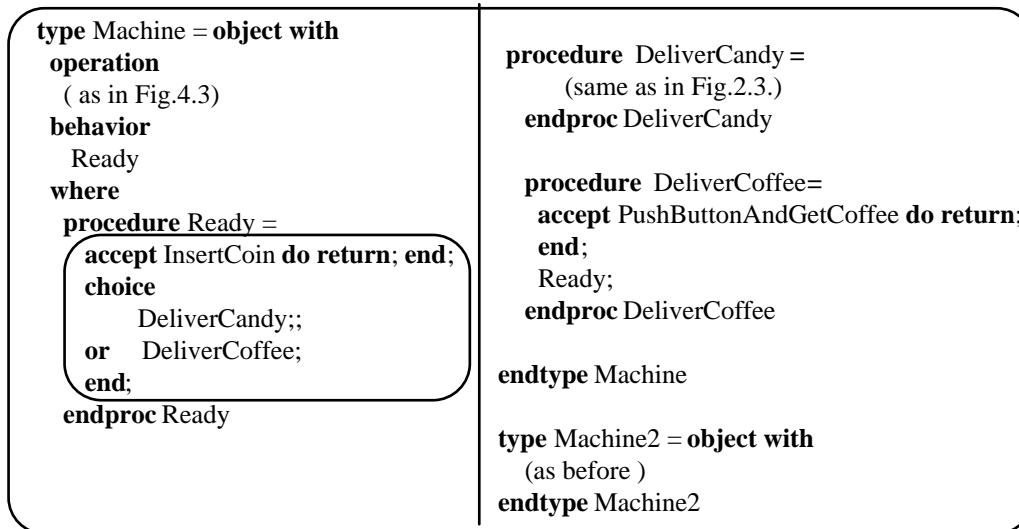 type Machine = object with
operation
( as in Fig.4.3)
behavior
Ready
where
procedure Ready =
accept InsertCoin do return; end;
choice
DeliverCandy;;
or DeliverCoffee;
end;
endproc Ready
procedure DeliverCandy =
(same as in Fig.2.3.)
endproc DeliverCandy
procedure DeliverCoffee=
accept PushButtonAndGetCoffee do return;
end;
Ready;
endproc DeliverCoffee
endtype Machine
type Machine2 = object with
(as before )
endtype Machine2